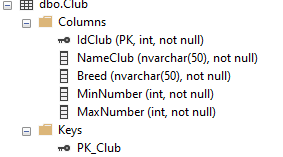 dbo.Club
Columns
IdClub (PK, int, not null)
NameClub (nvarchar(50), not null)
Breed (nvarchar(50), not null)
MinNumber (int, not null)
MaxNumber (int, not null)
Keys
PK_Club